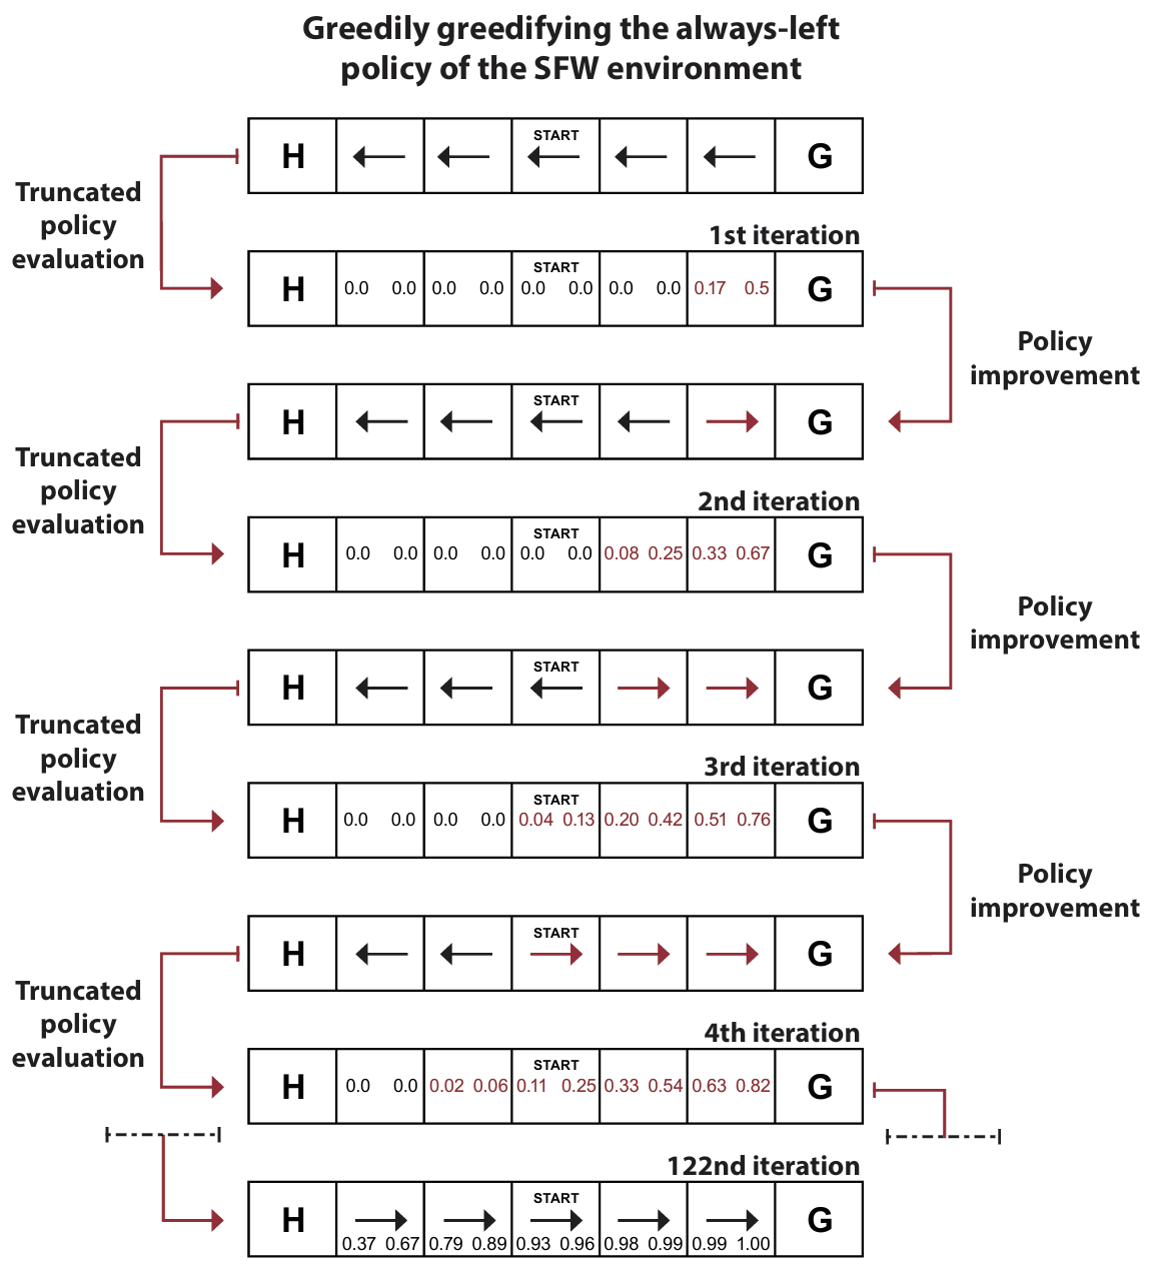 Greedily greedifying the always-left
policy of the SFW environment
START
H G
Truncated
policy
evaluation
1st iteration
START
H 0.0 0.0 0.0 0.0 0.0 0.0 0.0 0.0 0.17 0.5 G
Policy
improvement
START
H G
Truncated
policy
evaluation
2nd iteration
START
H 0.0 0.0 0.0 0.0 0.0 0.0 0.08 0.25 0.33 0.67 G
Policy
improvement
START
H G
Truncated
policy
evaluation
3rd iteration
START
H 0.0 0.0 0.0 0.0 0.04 0.13 0.20 0.42 0.51 0.76 G
Policy
improvement
START
H G
Truncated
policy
evaluation
4th iteration
START
H 0.0 0.0 0.02 0.06 0.11 0.25 0.33 0.54 0.63 0.82 G
122nd iteration
START
H G
0.37 0.67 0.79 0.89 0.93 0.96 0.98 0.99 0.99 1.00